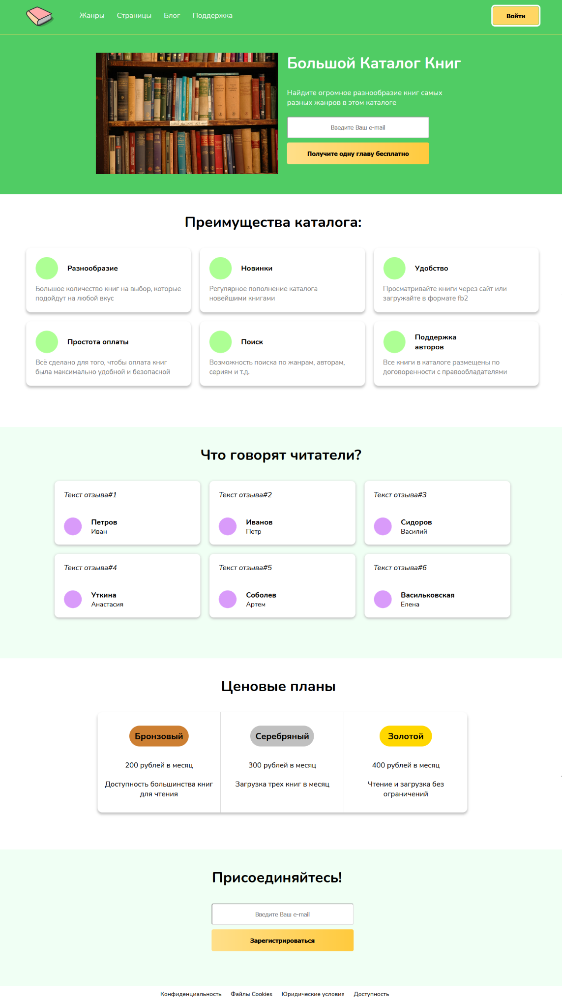 Жанры Страницы Блог Поддержка
Войти
Большой Каталог Книг
Найдите огромное разнообразие книг самых
разных жанров в этом каталоге
Введите Ваш e-mail
Получите одну главу бесплатно
Преимущества каталога:
Разнообразие
Большое количество книг на выбор, которые
подойдут на любой вкус
Новинки
Регулярное пополнение каталога
новейшими книгами
Удобство
Просматривайте книги через сайт или
загружайте в формате fb2
Простота оплаты
Всё сделано для того, чтобы оплата книг
была максимально удобной и безопасной
Поиск
Возможность поиска по жанрам, авторам,
сериям и т.д.
Поддержка
авторов
Все книги в каталоге размещены по
договоренности с правообладателями
Что говорят читатели?
Текст отзыва#1
Петров
Иван
Текст отзыва#2
Иванов
Петр
Текст отзыва#3
Сидоров
Василий
Текст отзыва#4
Уткина
Анастасия
Текст отзыва#5
Соболев
Артем
Текст отзыва#6
Васильковская
Елена
Ценовые планы
Бронзовый
200 рублей в месяц
Доступность большинства книг
для чтения
Серебряный
300 рублей в месяц
Загрузка трех книг в месяц
Золотой
400 рублей в месяц
Чтение и загрузка без
ограничений
Присоединяйтесь!
Введите Ваш e-mail
Зарегистрироваться
Конфиденциальность Файлы Cookies Юридические условия Доступность